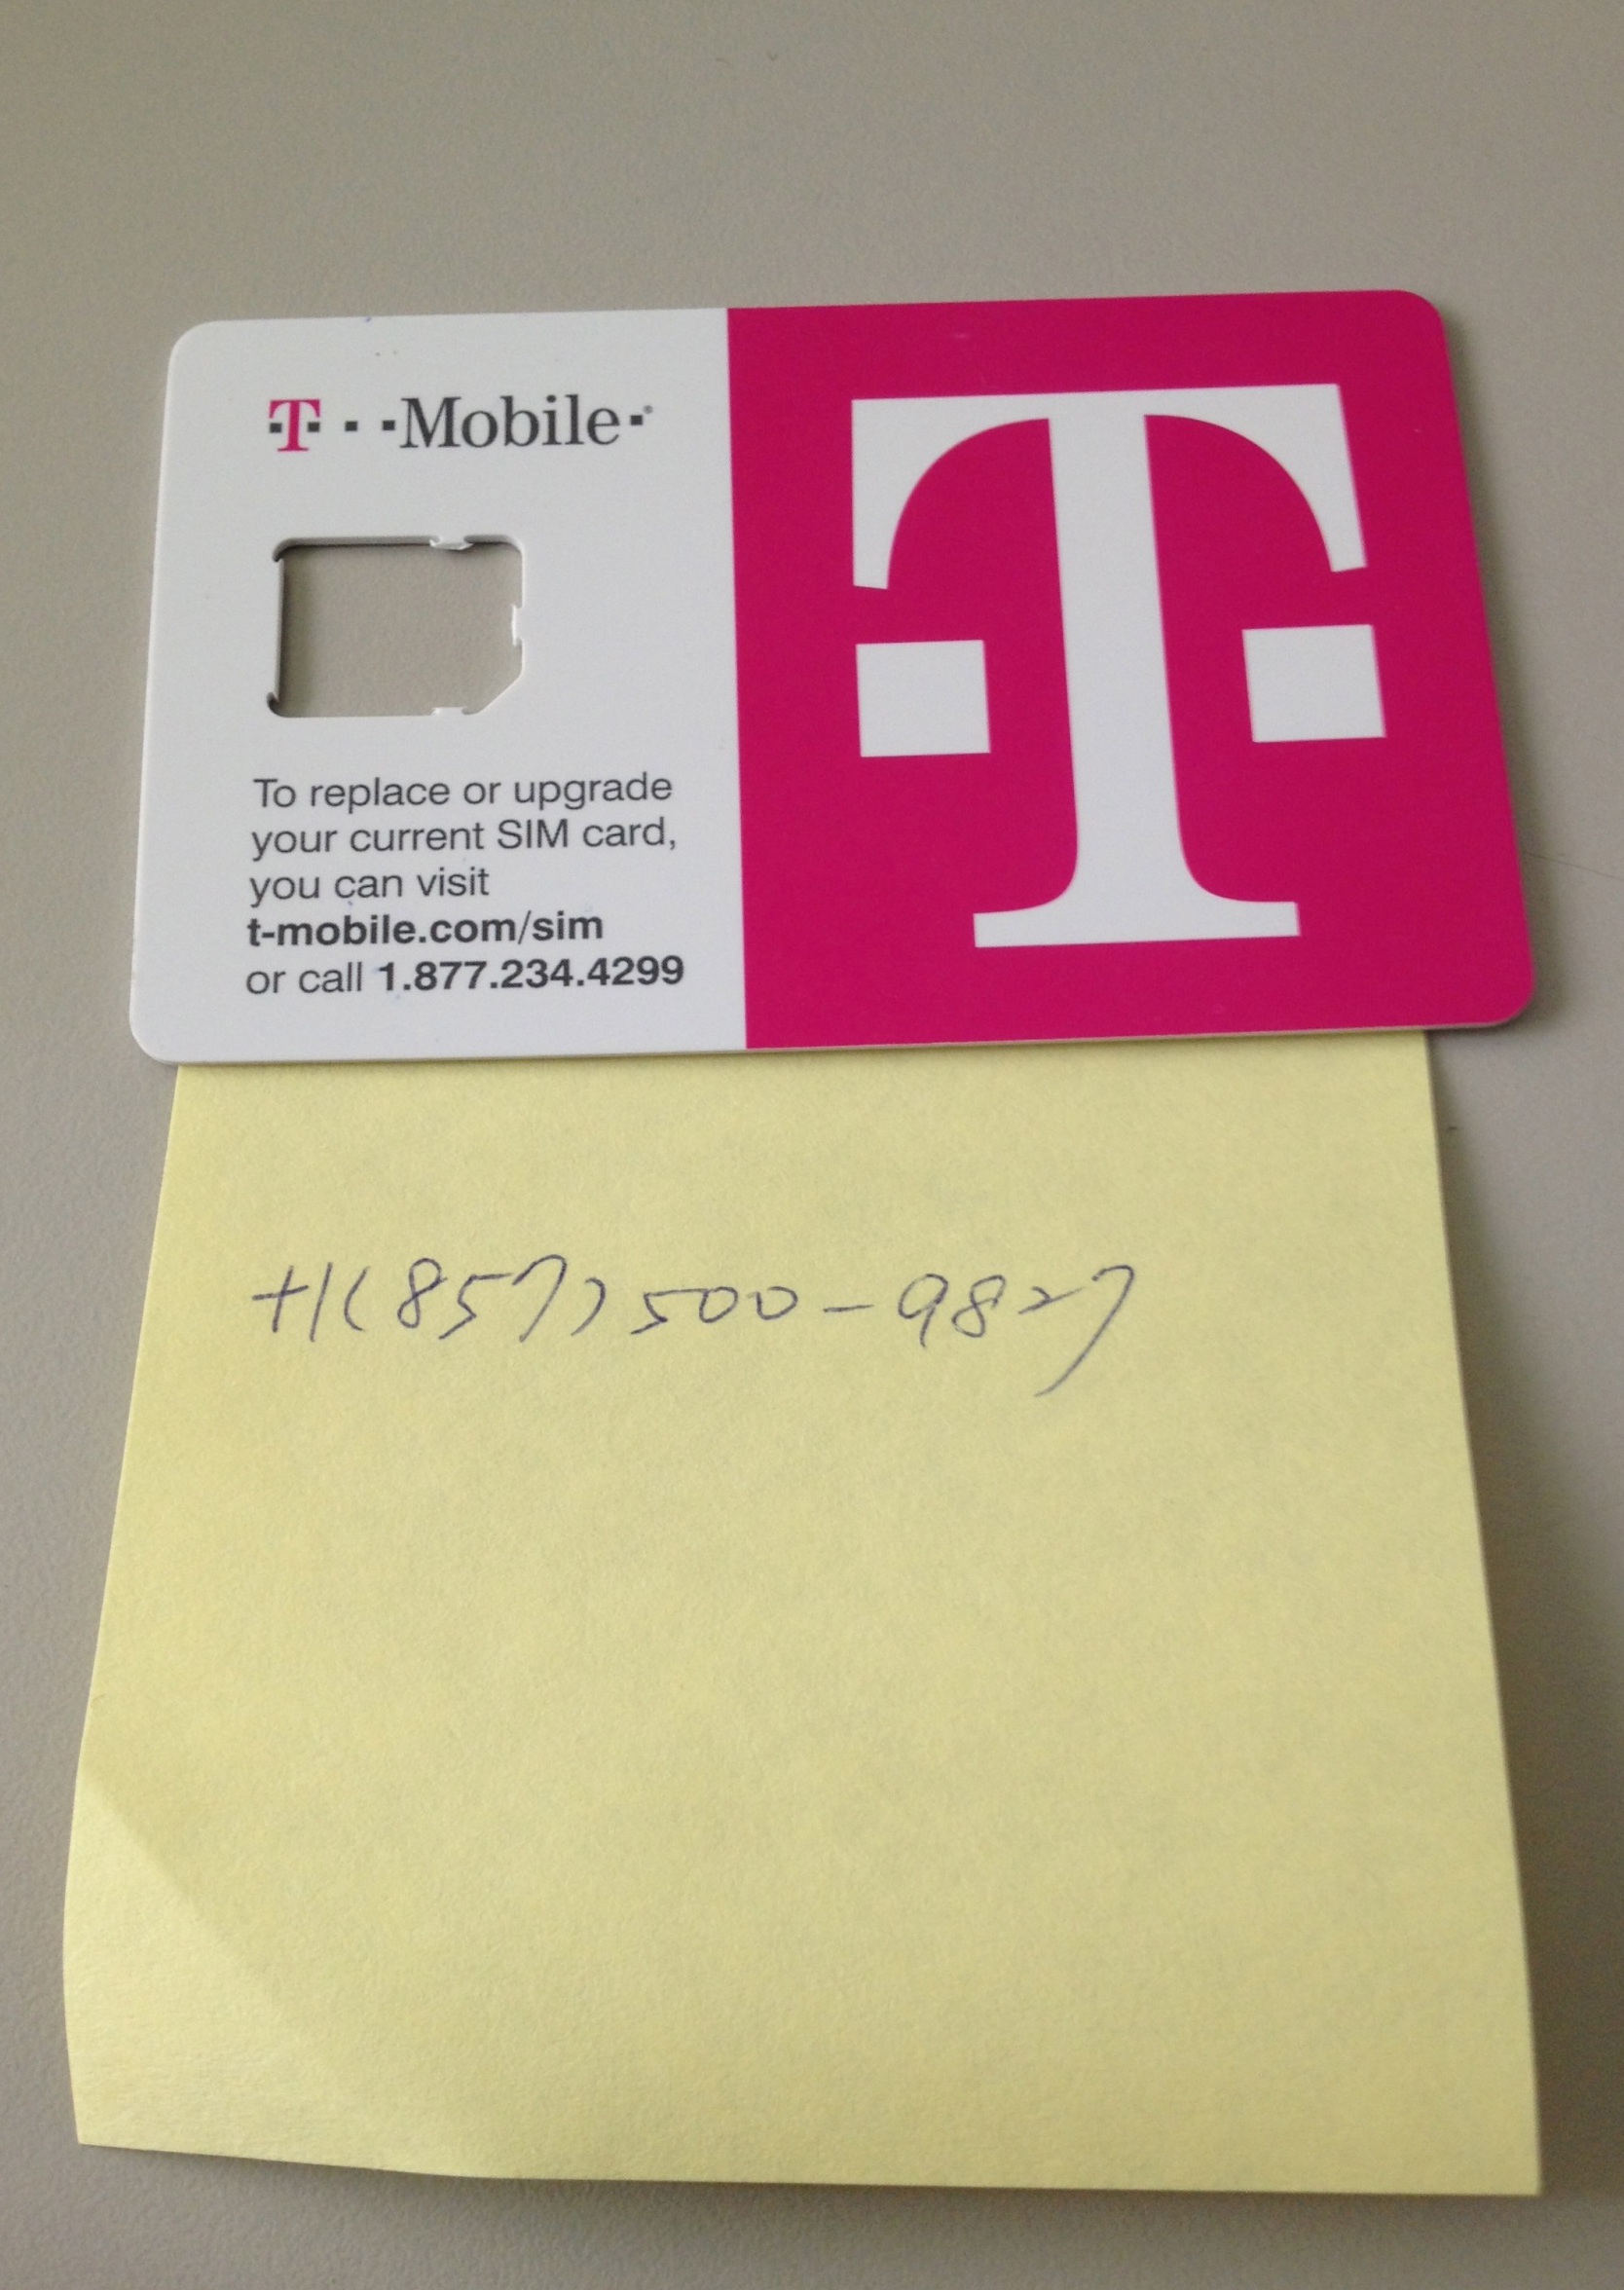 T··Mobile·®
To replace or upgrade
your current SIM card,
you can visit
t-mobile.com/sim
or call 1.877.234.4299
T
+1(857)500-9827